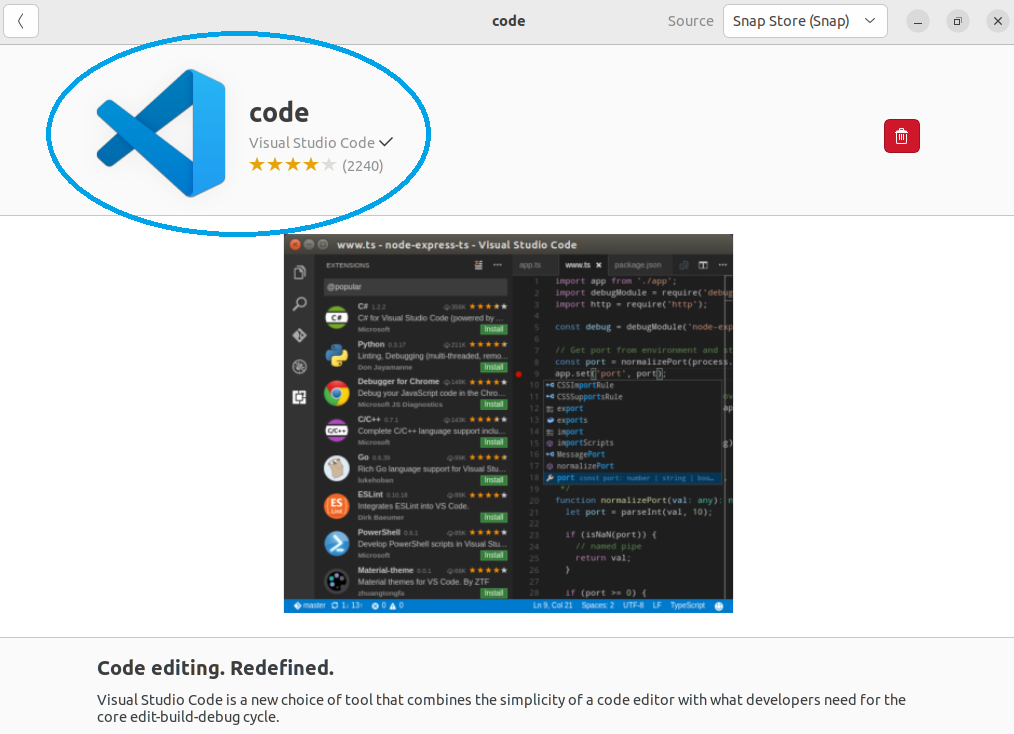 code
Source
Snap Store (Snap)
code
Visual Studio Code
(2240)
www.ts - node-express-ts - Visual Studio Code
EXTENSIONS
app.ts
www.ts
package.json
@popular
C# 1.2.2 356K
C# for Visual Studio Code (powered by ...
Microsoft
Install
Python 0.3.17 211K
Linting, Debugging (multi-threaded, remo...
Don Jayamanne
Install
Debugger for Chrome 148K
Debug your JavaScript code in the Chro...
Microsoft JS Diagnostics
Install
C/C++ 0.7.1 143K
Complete C/C++ language support inclu...
Microsoft
Install
Go 0.6.39 99K
Rich Go language support for Visual Stu...
lukehoban
Install
ESLint 0.10.18 88K
Integrates ESLint into VS Code.
Dirk Baeumer
Install
PowerShell
Develop PowerShell scripts in Visual Stu...
Microsoft
Install
Material-theme 0.0.1
Material themes for VS Code. By ZTF
zhuangtongfa
Install
1 import app from './app';
2 import debugModule = require('debug
3 import http = require('http');
4
5 const debug = debugModule('node-exp
6
7 // Get port from environment and st
8 const port = normalizePort(process.
9 app.set('port', port);
10 CSSImportRule
11 CSSSupportsRule
12 export
13 exports
14 import
15 importScripts
16 MessagePort
17 normalizePort
18 port const port: number | string | boo...
19 */
20 function normalizePort(val: any): n
21 let port = parseInt(val, 10);
22
23 if (isNaN(port)) {
24 // named pipe
25 return val;
26 }
27
28 if (port >= 0) {
master 1↓ 13↑ 0 0
Ln 9, Col 21 Spaces: 2 UTF-8 LF TypeScript
Code editing. Redefined.
Visual Studio Code is a new choice of tool that combines the simplicity of a code editor with what developers need for the
core edit-build-debug cycle.